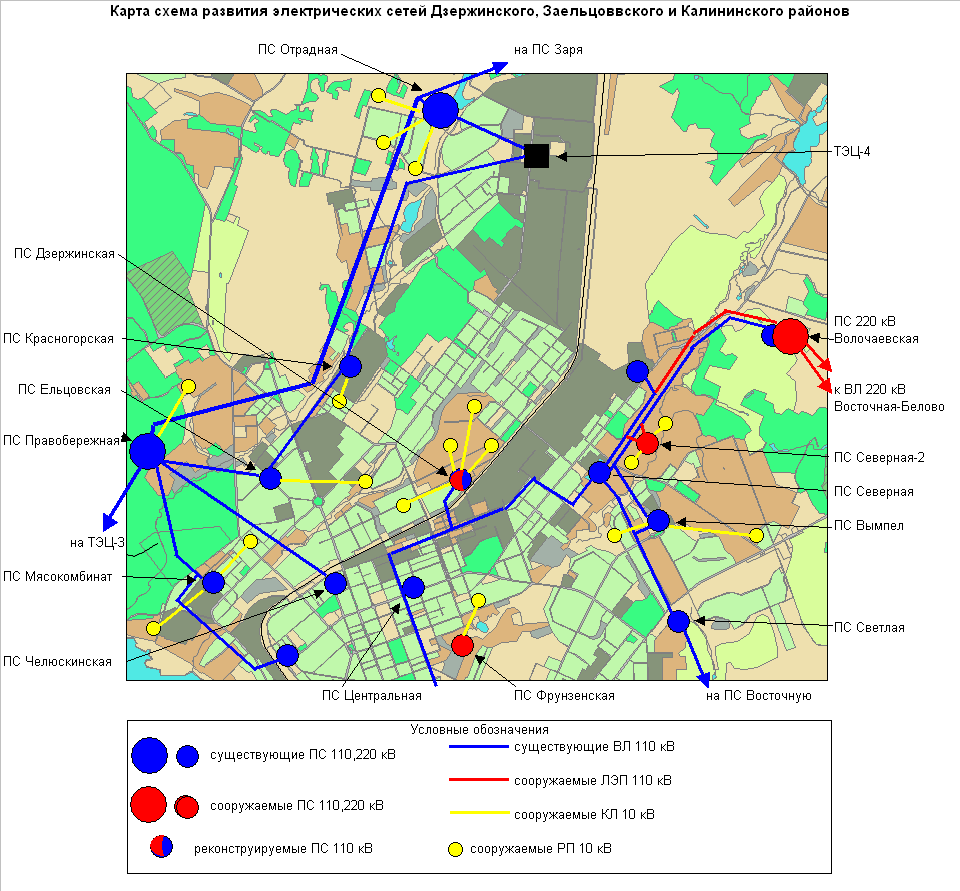 Карта схема развития электрических сетей Дзержинского, Заельцоввского и Калининского районов
ПС Отрадная
на ПС Заря
ТЭЦ-4
ПС Дзержинская
ПС Красногорская
ПС 220 кВ
Волочаевская
ПС Ельцовская
к ВЛ 220 кВ
Восточная-Белово
ПС Правобережная
ПС Северная-2
ПС Северная
ПС Вымпел
на ТЭЦ-3
ПС Мясокомбинат
ПС Светлая
ПС Челюскинская
ПС Центральная
ПС Фрунзенская
на ПС Восточную
Условные обозначения
существующие ПС 110,220 кВ
существующие ВЛ 110 кВ
сооружаемые ЛЭП 110 кВ
сооружаемые ПС 110,220 кВ
сооружаемые КЛ 10 кВ
реконструируемые ПС 110 кВ
сооружаемые РП 10 кВ